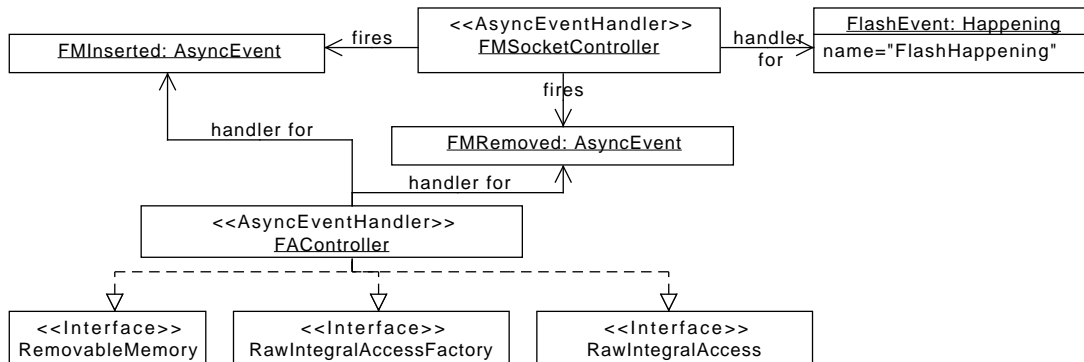 <<AsyncEventHandler>>
FMSocketController
FlashEvent: Happening
name="FlashHappening"
FMInserted: AsyncEvent
fires
handler
for
fires
handler for
FMRemoved: AsyncEvent
handler for
<<AsyncEventHandler>>
FAController
<<Interface>>
RemovableMemory
<<Interface>>
RawIntegralAccessFactory
<<Interface>>
RawIntegralAccess